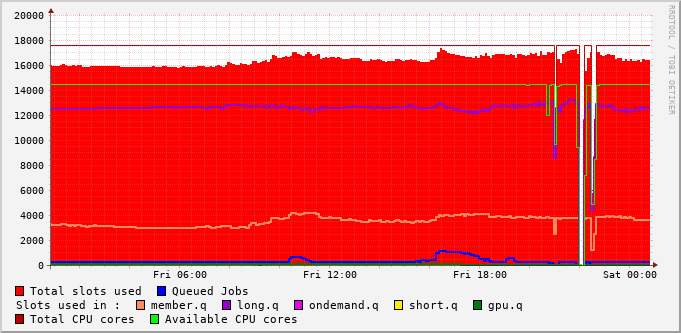 RRDTOOL / TOBI OETIKER
20000
18000
16000
14000
12000
10000
8000
6000
4000
2000
0
Fri 06:00 Fri 12:00 Fri 18:00 Sat 00:00
Total slots used Queued Jobs
Slots used in : member.q long.q ondemand.q short.q gpu.q
Total CPU cores Available CPU cores